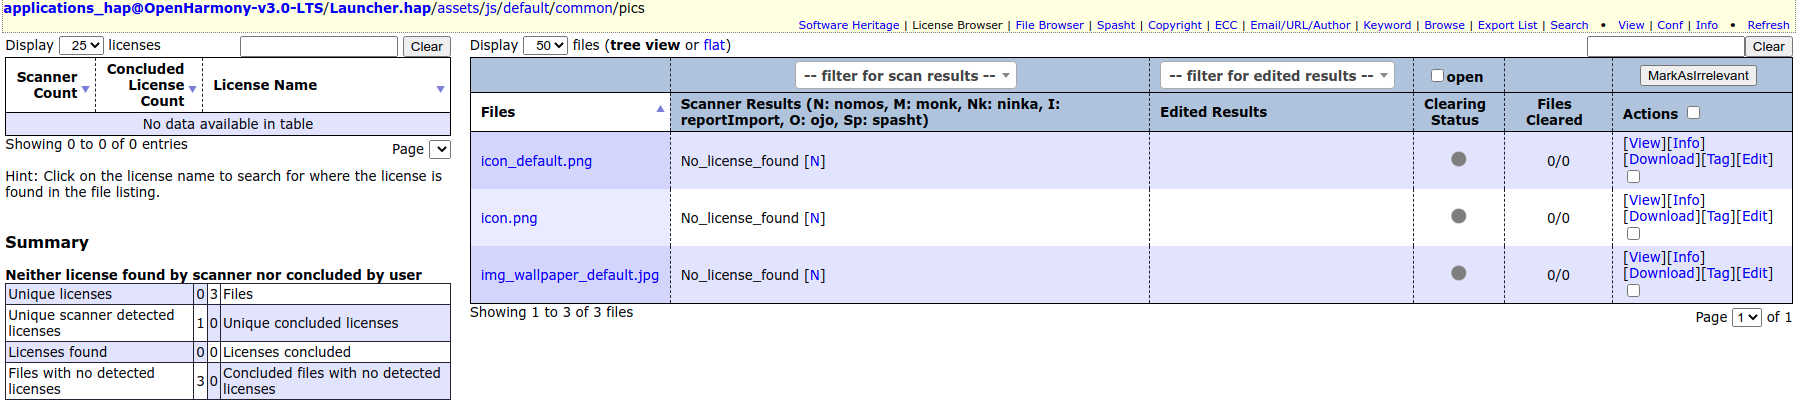 applications_hap@OpenHarmony-v3.0-LTS/Launcher.hap/assets/js/default/common/pics
Software Heritage | License Browser | File Browser | Spasht | Copyright | ECC | Email/URL/Author | Keyword | Browse | Export List | Search • View | Conf | Info • Refresh
Display 25 licenses Clear
Scanner Count Concluded License Count License Name
No data available in table
Showing 0 to 0 of 0 entries
Page
Hint: Click on the license name to search for where the license is
found in the file listing.
Summary
Neither license found by scanner nor concluded by user
Unique licenses 0 3 Files
Unique scanner detected licenses 1 0 Unique concluded licenses
Licenses found 0 0 Licenses concluded
Files with no detected licenses 3 0 Concluded files with no detected licenses
Display 50 files (tree view or flat) Clear
-- filter for scan results -- -- filter for edited results -- open MarkAsIrrelevant
Files Scanner Results (N: nomos, M: monk, Nk: ninka, I: reportImport, O: ojo, Sp: spasht) Edited Results Clearing Status Files Cleared Actions
icon_default.png No_license_found [N] 0/0 [View][Info][Download][Tag][Edit]
icon.png No_license_found [N] 0/0 [View][Info][Download][Tag][Edit]
img_wallpaper_default.jpg No_license_found [N] 0/0 [View][Info][Download][Tag][Edit]
Showing 1 to 3 of 3 files
Page 1 of 1